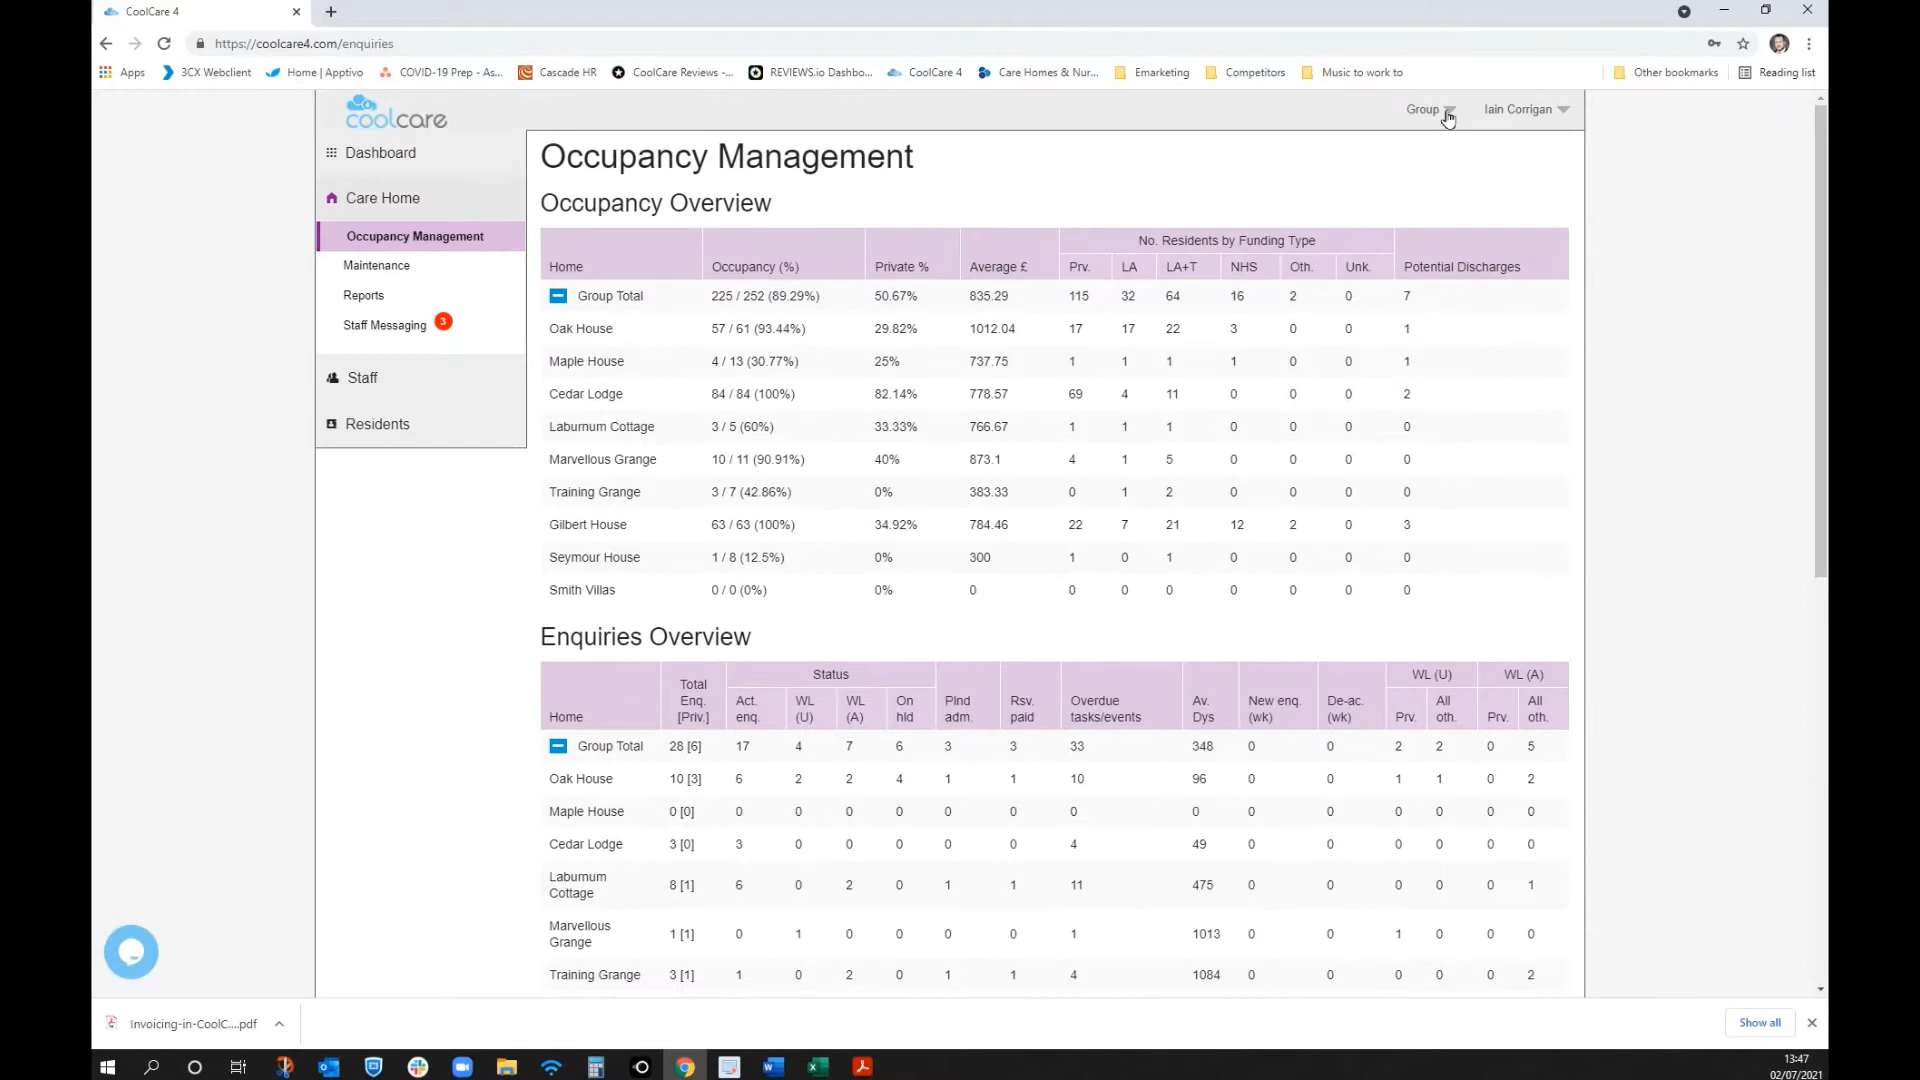 CoolCare 4
https://coolcare4.com/enquiries
Apps 3CX Webclient Home | Apptivo COVID-19 Prep - As... Cascade HR CoolCare Reviews -... REVIEWS.io Dashbo... CoolCare 4 Care Homes & Nur... Emarketing Competitors Music to work to Other bookmarks Reading list
coolcare Group Iain Corrigan
Dashboard
Care Home
Occupancy Management
Maintenance
Reports
Staff Messaging 3
Staff
Residents
Occupancy Management
Occupancy Overview
No. Residents by Funding Type
Home Occupancy (%) Private % Average £ Prv. LA LA+T NHS Oth. Unk. Potential Discharges
Group Total 225 / 252 (89.29%) 50.67% 835.29 115 32 64 16 2 0 7
Oak House 57 / 61 (93.44%) 29.82% 1012.04 17 17 22 3 0 0 1
Maple House 4 / 13 (30.77%) 25% 737.75 1 1 1 1 0 0 1
Cedar Lodge 84 / 84 (100%) 82.14% 778.57 69 4 11 0 0 0 2
Laburnum Cottage 3 / 5 (60%) 33.33% 766.67 1 1 1 0 0 0 0
Marvellous Grange 10 / 11 (90.91%) 40% 873.1 4 1 5 0 0 0 0
Training Grange 3 / 7 (42.86%) 0% 383.33 0 1 2 0 0 0 0
Gilbert House 63 / 63 (100%) 34.92% 784.46 22 7 21 12 2 0 3
Seymour House 1 / 8 (12.5%) 0% 300 1 0 1 0 0 0 0
Smith Villas 0 / 0 (0%) 0% 0 0 0 0 0 0 0 0
Enquiries Overview
Status WL (U) WL (A)
Home Total Enq. [Priv.] Act. enq. WL (U) WL (A) On hld Plnd adm. Rsv. paid Overdue tasks/events Av. Dys New enq. (wk) De-ac. (wk) Prv. All oth. Prv. All oth.
Group Total 28 [6] 17 4 7 6 3 3 33 348 0 0 2 2 0 5
Oak House 10 [3] 6 2 2 4 1 1 10 96 0 0 1 1 0 2
Maple House 0 [0] 0 0 0 0 0 0 0 0 0 0 0 0 0 0
Cedar Lodge 3 [0] 3 0 0 0 0 0 4 49 0 0 0 0 0 0
Laburnum Cottage 8 [1] 6 0 2 0 1 1 11 475 0 0 0 0 0 1
Marvellous Grange 1 [1] 0 1 0 0 0 0 1 1013 0 0 1 0 0 0
Training Grange 3 [1] 1 0 2 0 1 1 4 1084 0 0 0 0 0 2
Invoicing-in-CoolC....pdf Show all
13:47
02/07/2021